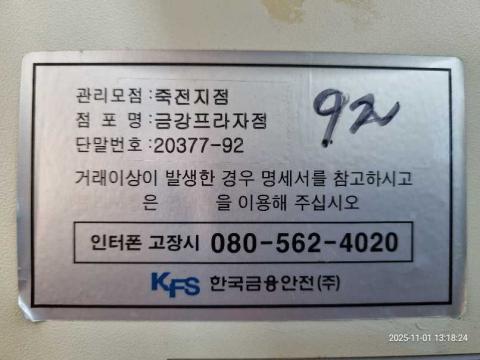 관리모점 :죽전지점
점 포 명 :금강프라자점
단말번호 :20377-92
92
거래이상이 발생한 경우 명세서를 참고하시고
은 을 이용해 주십시오
인터폰 고장시 080-562-4020
KFS 한국금융안전(주)
2025-11-01 13:18:24